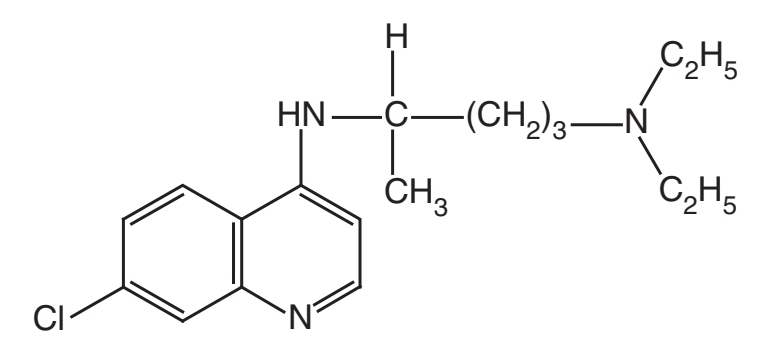 H
C₂H₅
HN C (CH₂)₃ N
CH₃
C₂H₅
Cl
N